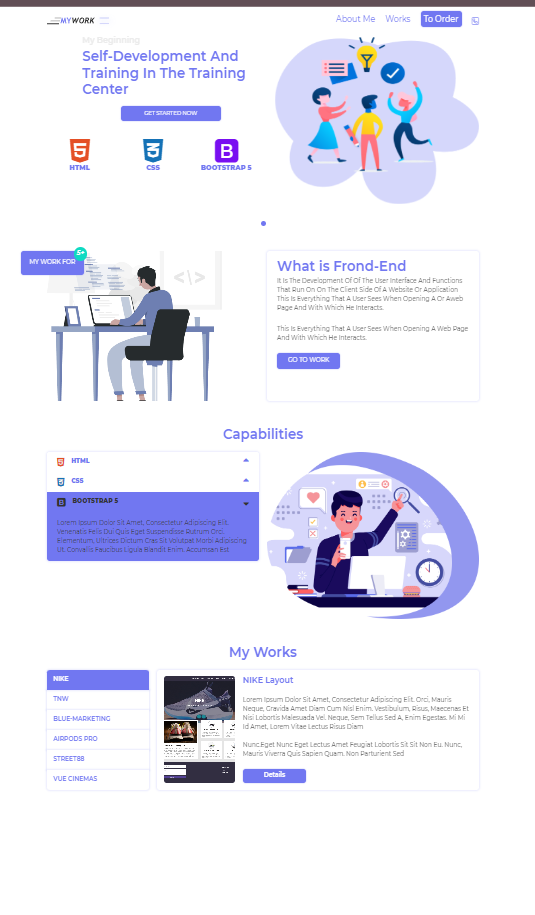 MYWORK
About Me Works To Order
My Beginning
Self-Development And
Training In The Training
Center
GET STARTED NOW
HTML CSS BOOTSTRAP 5
MY WORK FOR
5+
</>
What is Frond-End
It Is The Development Of Of The User Interface And Functions
That Run On On The Client Side Of A Website Or Application
This Is Everything That A User Sees When Opening A Or Aweb
Page And With Which He Interacts.
This Is Everything That A User Sees When Opening A Web Page
And With Which He Interacts.
GO TO WORK
Capabilities
HTML
CSS
BOOTSTRAP 5
Lorem Ipsum Dolor Sit Amet, Consectetur Adipiscing Elit.
Venenatis Felis Dui Quis Eget Suspendisse Rutrum Orci.
Elementum, Ultrices Dictum Cras Sit Volutpat Morbi Adipiscing
Ut. Convallis Faucibus Ligula Blandit Enim. Accumsan Est
My Works
NIKE
TNW
BLUE-MARKETING
AIRPODS PRO
STREET88
VUE CINEMAS
NIKE Layout
Lorem Ipsum Dolor Sit Amet, Consectetur Adipiscing Elit. Orci, Mauris
Neque, Gravida Amet Diam Cum Nisl Enim. Vestibulum, Risus, Maecenas Et
Nisi Lobortis Malesuada Vel. Neque, Sem Tellus Sed A, Enim Egestas. Mi Mi
Id Amet, Lorem Vitae Lectus Risus Diam
Nunc.Eget Nunc Eget Lectus Amet Feugiat Lobortis Sit Sit Non Eu. Nunc,
Mauris Viverra Quis Sapien Quam. Non Parturient Sed
Details